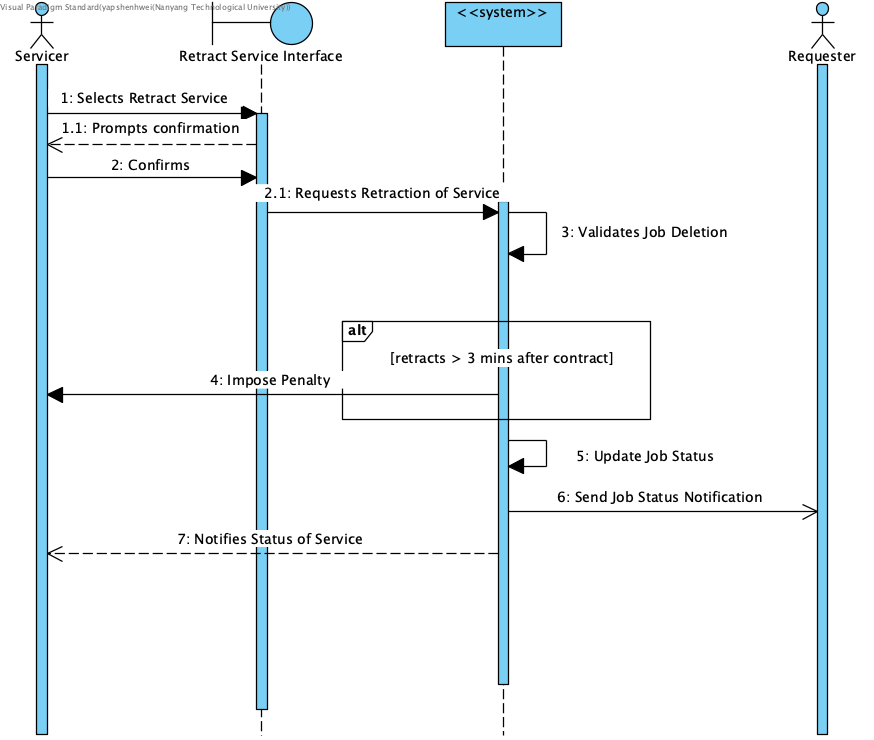 Visual Paradigm Standard(yapshenhwei(Nanyang Technological University))
<<system>>
Servicer
Retract Service Interface
Requester
1: Selects Retract Service
1.1: Prompts confirmation
2: Confirms
2.1: Requests Retraction of Service
3: Validates Job Deletion
alt
[retracts > 3 mins after contract]
4: Impose Penalty
5: Update Job Status
6: Send Job Status Notification
7: Notifies Status of Service